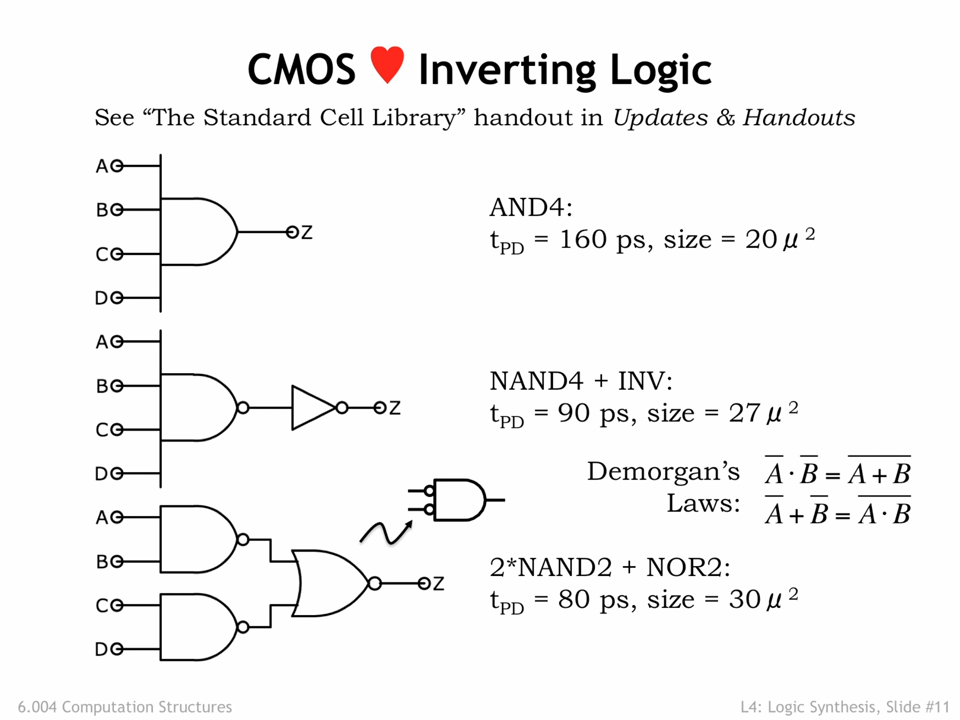 CMOS ♥ Inverting Logic
See “The Standard Cell Library” handout in Updates & Handouts
A
B
C
D
Z
AND4:
tPD = 160 ps, size = 20μ²
A
B
C
D
Z
NAND4 + INV:
tPD = 90 ps, size = 27μ²
Demorgan’s
Laws:
A̅ · B̅ = A̅ ̅+̅ ̅B̅
A̅ + B̅ = A̅ ̅·̅ ̅B̅
A
B
C
D
Z
2*NAND2 + NOR2:
tPD = 80 ps, size = 30μ²
6.004 Computation Structures
L4: Logic Synthesis, Slide #11